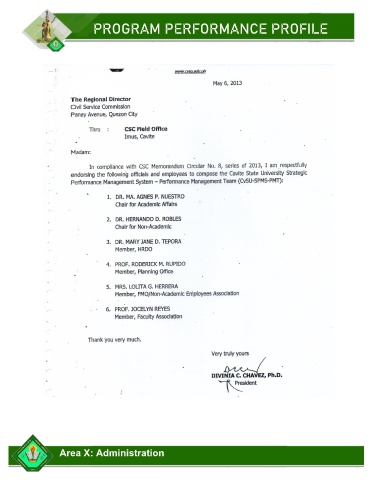 PROGRAM PERFORMANCE PROFILE
www.cvsu.edu.ph
May 6, 2013
The Regional Director
Civil Service Commission
Panay Avenue, Quezon City
Thru : CSC Field Office
Imus, Cavite
Madam:
In compliance with CSC Memorandum Circular No. 8, series of 2013, I am respectfully
endorsing the following officials and employees to compose the Cavite State University Strategic
Performance Management System – Performance Management Team (CvSU-SPMS-PMT):
1. DR. MA. AGNES P. NUESTRO
Chair for Academic Affairs
2. DR. HERNANDO D. ROBLES
Chair for Non-Academic
3. DR. MARY JANE D. TEPORA
Member, HRDO
4. PROF. RODERICK M. RUPIDO
Member, Planning Office
5. MRS. LOLITA G. HERRERA
Member, FMO/Non-Academic Employees Association
6. PROF. JOCELYN REYES
Member, Faculty Association
Thank you very much.
Very truly yours
DIVINIA C. CHAVEZ, Ph.D.
President
Area X: Administration